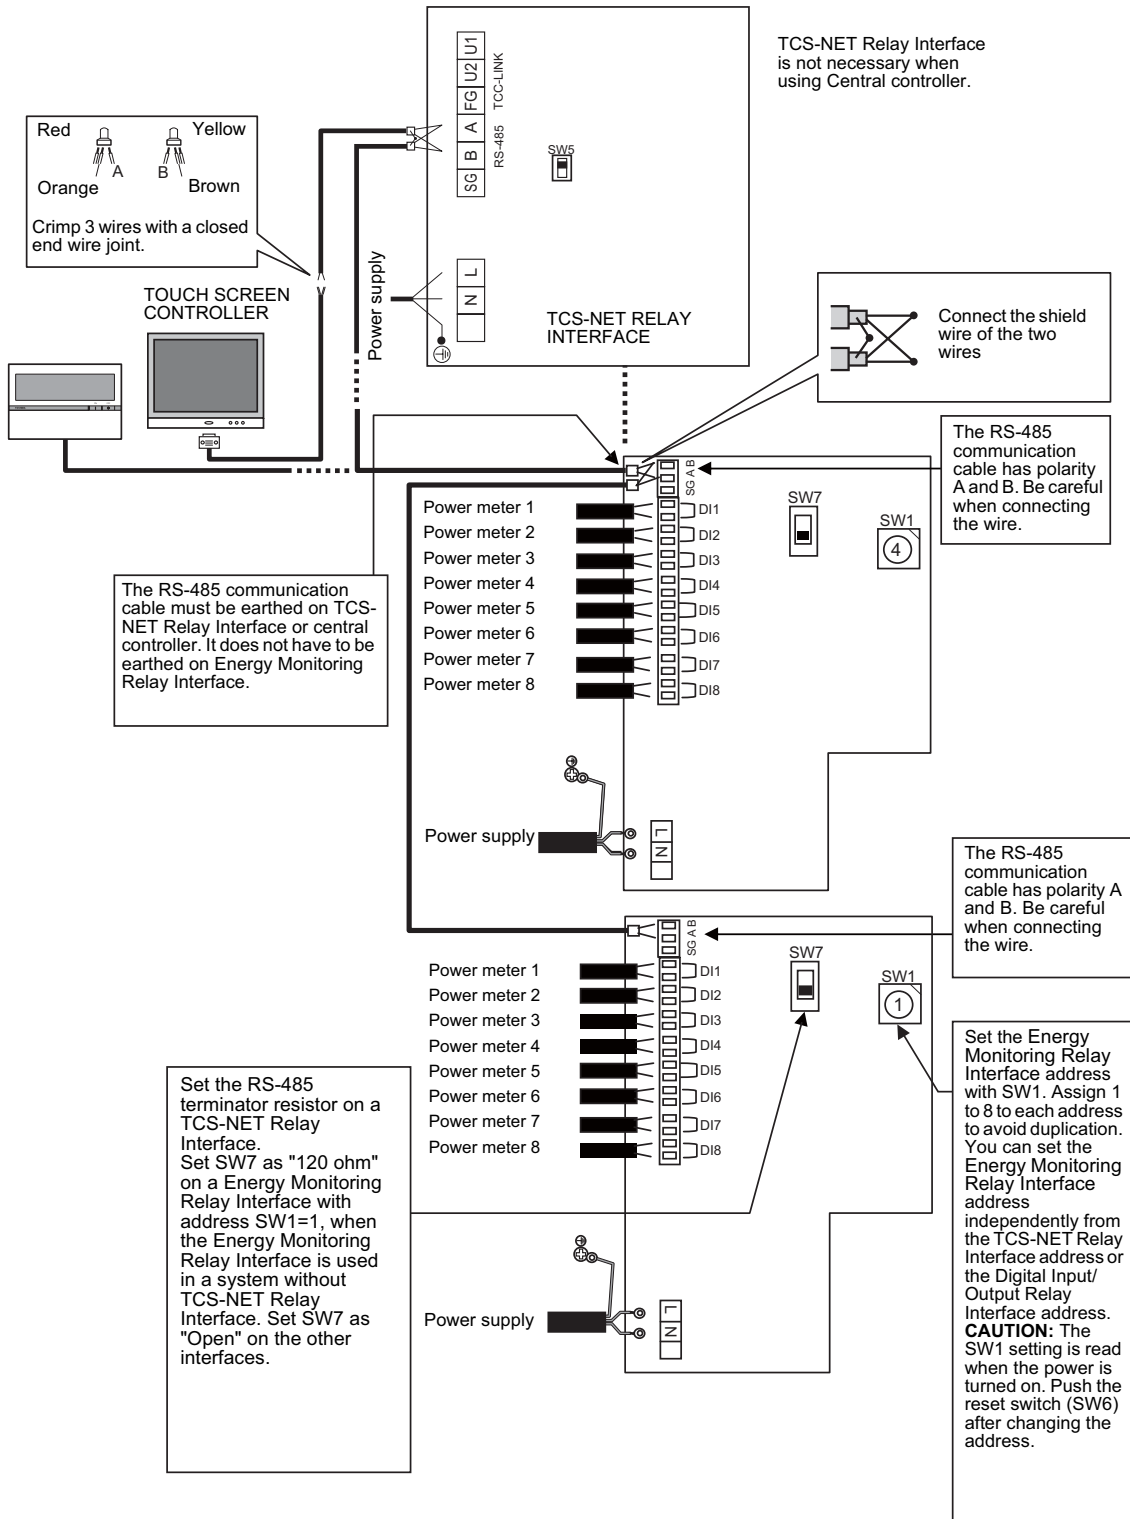 U1
U2
FG
A
B
SG
TCC-LINK
RS-485
SW5
TCS-NET Relay Interface
is not necessary when
using Central controller.
Red
Yellow
A
B
Orange
Brown
Crimp 3 wires with a closed
end wire joint.
Power supply
L
N
TCS-NET RELAY
INTERFACE
TOUCH SCREEN
CONTROLLER
Connect the shield
wire of the two
wires
The RS-485
communication
cable has polarity
A and B. Be careful
when connecting
the wire.
SG A B
SW7
SW1
4
Power meter 1
DI1
Power meter 2
DI2
Power meter 3
DI3
Power meter 4
DI4
Power meter 5
DI5
Power meter 6
DI6
Power meter 7
DI7
Power meter 8
DI8
The RS-485 communication
cable must be earthed on TCS-
NET Relay Interface or central
controller. It does not have to be
earthed on Energy Monitoring
Relay Interface.
Power supply
L
N
The RS-485
communication
cable has polarity A
and B. Be careful
when connecting
the wire.
SG A B
SW7
SW1
1
Power meter 1
DI1
Power meter 2
DI2
Power meter 3
DI3
Power meter 4
DI4
Power meter 5
DI5
Power meter 6
DI6
Power meter 7
DI7
Power meter 8
DI8
Set the RS-485
terminator resistor on a
TCS-NET Relay
Interface.
Set SW7 as "120 ohm"
on a Energy Monitoring
Relay Interface with
address SW1=1, when
the Energy Monitoring
Relay Interface is used
in a system without
TCS-NET Relay
Interface. Set SW7 as
"Open" on the other
interfaces.
Set the Energy
Monitoring Relay
Interface address
with SW1. Assign 1
to 8 to each address
to avoid duplication.
You can set the
Energy Monitoring
Relay Interface
address
independently from
the TCS-NET Relay
Interface address or
the Digital Input/
Output Relay
Interface address.
CAUTION: The
SW1 setting is read
when the power is
turned on. Push the
reset switch (SW6)
after changing the
address.
Power supply
L
N